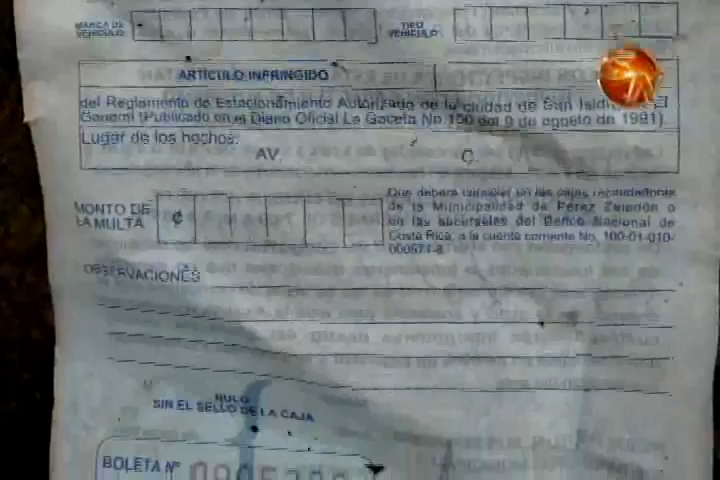 MARCA DE TIPO
VEHICULO VEHICULO
ARTÍCULO INFRINGIDO
del Reglamento de Estacionamiento Autorizado de la ciudad de San Isidro El
General (Publicado en el Diario Oficial La Gaceta No. 150 del 9 de agosto de 1991)
Lugar de los hechos:
AV. C.
MONTO DE
LA MULTA ¢
Que deberá cancelar en las cajas recaudadoras
de la Municipalidad de Pérez Zeledón o
en las sucursales del Banco Nacional de
Costa Rica, a la cuenta corriente No. 100-01-010-
000671-8.
OBSERVACIONES
NULO
SIN EL SELLO DE LA CAJA
BOLETA N°